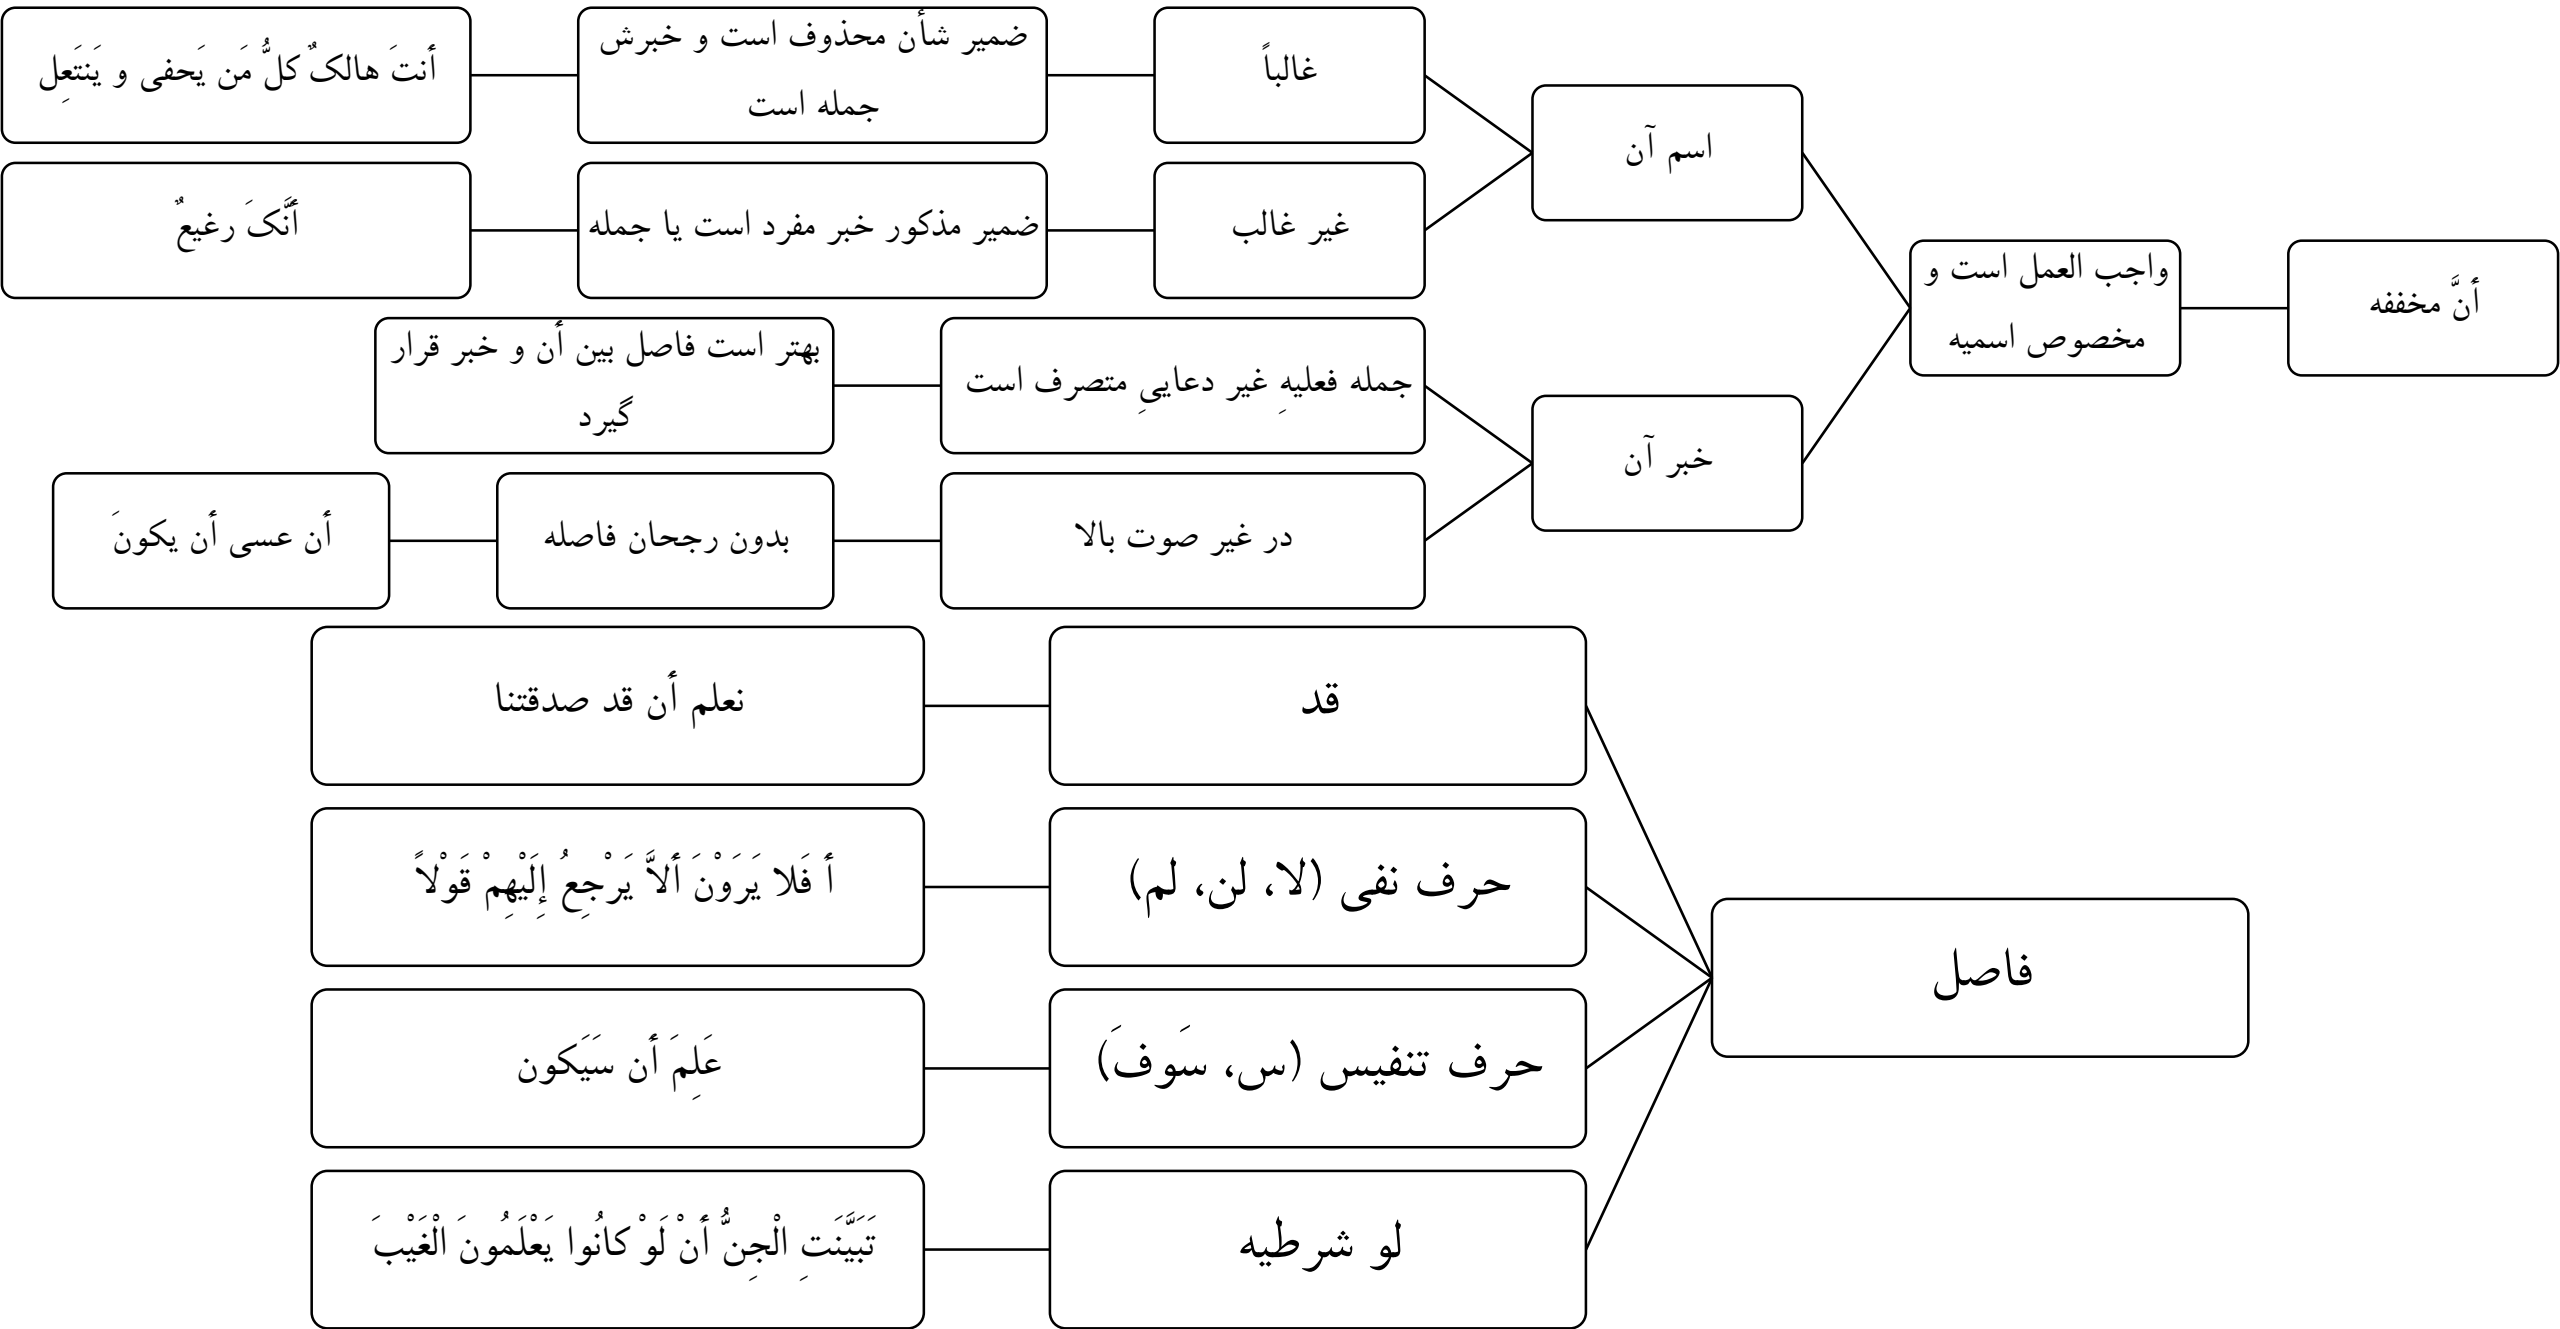 أنَّ مخففه
واجب العمل است و
مخصوص اسمیه
اسم آن
غالباً
ضمیر شأن محذوف است و خبرش
جمله است
أنتَ هالکٌ کلُّ مَن یَحفی و یَنتَعِل
غیر غالب
ضمیر مذکور خبر مفرد است یا جمله
أنَّکَ رغیعٌ
خبر آن
جمله فعلیهِ غیر دعاییِ متصرف است
بهتر است فاصل بین أن و خبر قرار
گیرد
در غیر صوت بالا
بدون رجحان فاصله
أن عسی أن یکونَ
فاصل
قد
نعلم أن قد صدقتنا
حرف نفی (لا، لن، لم)
أ فَلا یَرَوْنَ ألاَّ یَرْجِعُ إِلَیْهِمْ قَوْلاً
حرف تنفیس (س، سَوفَ)
عَلِمَ أن سَیَکون
لو شرطیه
تَبَیَّنَتِ الْجِنُّ أنْ لَوْ کانُوا یَعْلَمُونَ الْغَیْبَ